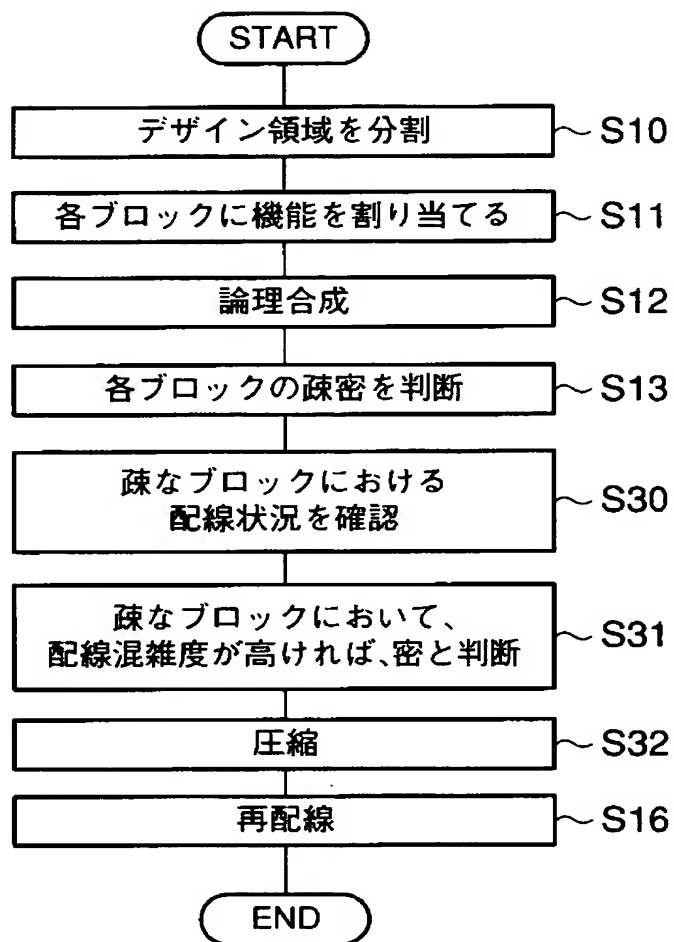 START
デザイン領域を分割 S10
各ブロックに機能を割り当てる S11
論理合成 S12
各ブロックの疎密を判断 S13
疎なブロックにおける
配線状況を確認 S30
疎なブロックにおいて、
配線混雑度が高ければ、密と判断 S31
圧縮 S32
再配線 S16
END